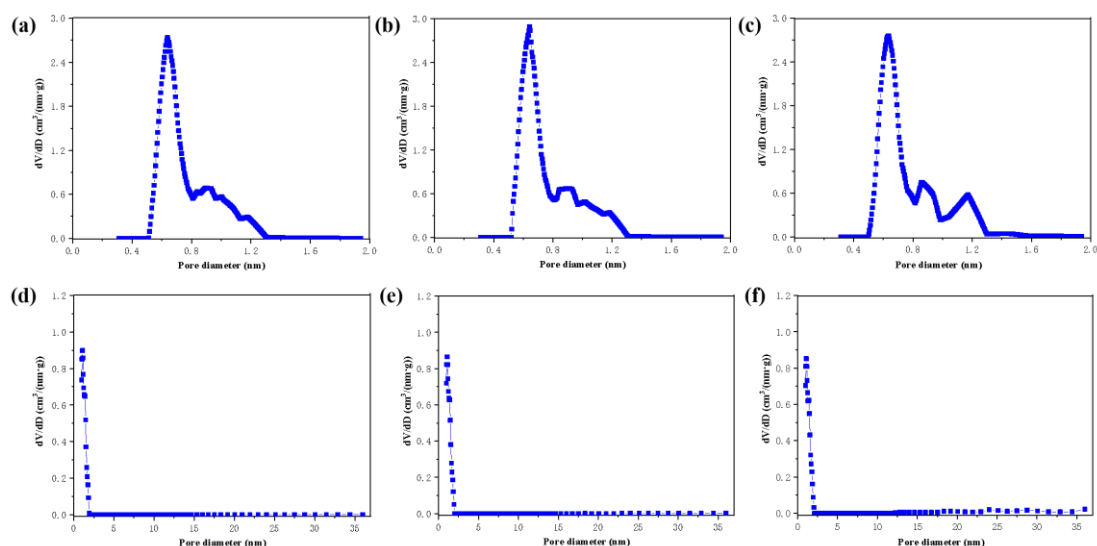 (a)
3.0
2.4
1.8
1.2
0.6
0.0
dV/dD (cm³/(nm·g))
0.0 0.4 0.8 1.2 1.6 2.0
Pore diameter (nm)
(b)
3.0
2.4
1.8
1.2
0.6
0.0
dV/dD (cm³/(nm·g))
0.0 0.4 0.8 1.2 1.6 2.0
Pore diameter (nm)
(c)
3.0
2.4
1.8
1.2
0.6
0.0
dV/dD (cm³/(nm·g))
0.0 0.4 0.8 1.2 1.6 2.0
Pore diameter (nm)
(d)
1.2
1.0
0.8
0.6
0.4
0.2
0.0
dV/dD (cm³/(nm·g))
0 5 10 15 20 25 30 35
Pore diameter (nm)
(e)
1.2
1.0
0.8
0.6
0.4
0.2
0.0
dV/dD (cm³/(nm·g))
0 5 10 15 20 25 30 35
Pore diameter (nm)
(f)
1.2
1.0
0.8
0.6
0.4
0.2
0.0
dV/dD (cm³/(nm·g))
0 5 10 15 20 25 30 35
Pore diameter (nm)